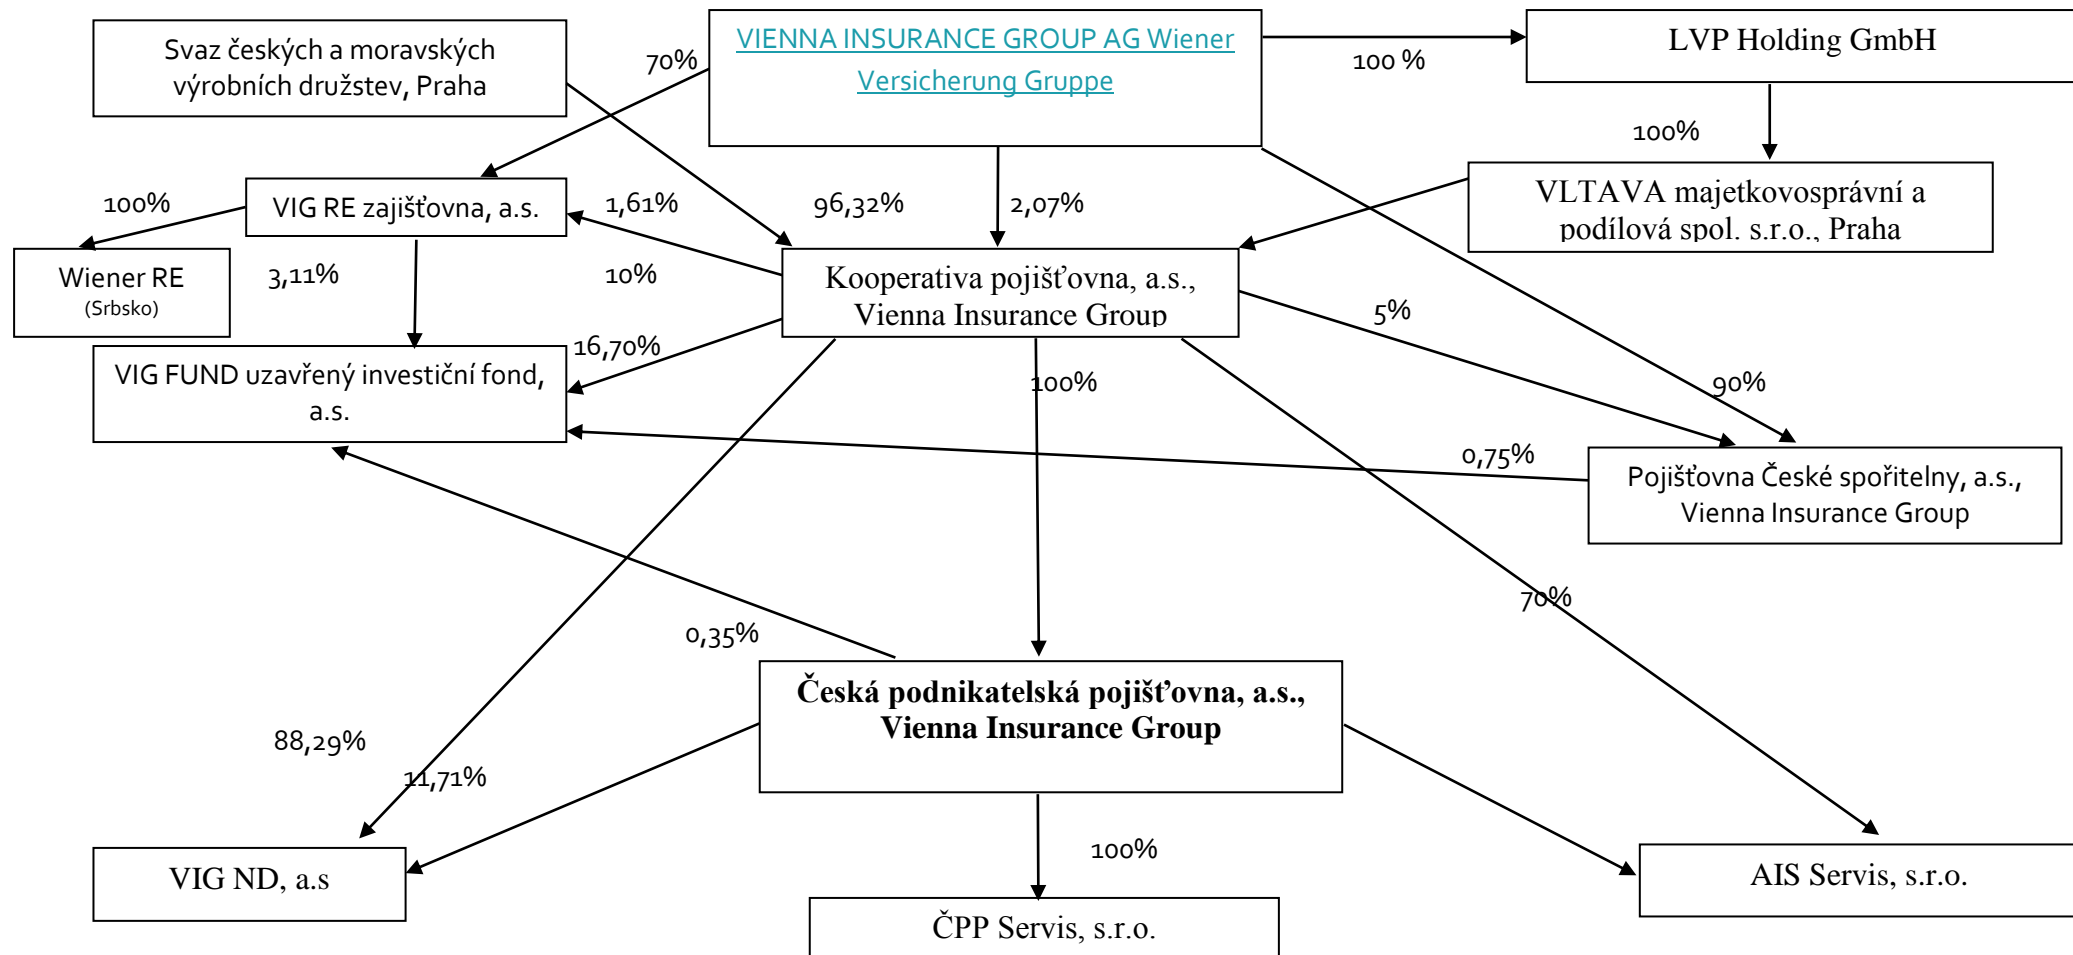 Svaz českých a moravských
výrobních družstev, Praha
70%
VIENNA INSURANCE GROUP AG Wiener
Versicherung Gruppe
100 %
LVP Holding GmbH
100%
100%
VIG RE zajišťovna, a.s.
1,61%
96,32%
2,07%
VLTAVA majetkovosprávní a
podílová spol. s.r.o., Praha
Wiener RE
(Srbsko)
3,11%
10%
Kooperativa pojišťovna, a.s.,
Vienna Insurance Group
5%
VIG FUND uzavřený investiční fond,
a.s.
16,70%
100%
90%
0,75%
Pojišťovna České spořitelny, a.s.,
Vienna Insurance Group
70%
0,35%
Česká podnikatelská pojišťovna, a.s.,
Vienna Insurance Group
88,29%
11,71%
100%
VIG ND, a.s
AIS Servis, s.r.o.
ČPP Servis, s.r.o.